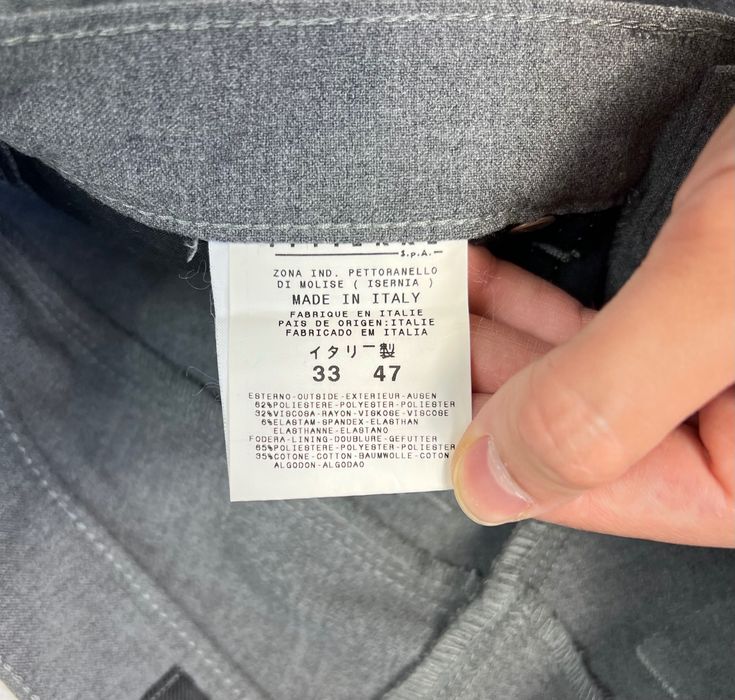 S.p.A.
ZONA IND. PETTORANELLO
DI MOLISE ( ISERNIA )
MADE IN ITALY
FABRIQUE EN ITALIE
PAIS DE ORIGEN:ITALIE
FABRICADO EM ITALIA
イタリー製
33 47
ESTERNO-OUTSIDE-EXTERIEUR-AUSEN
62%POLIESTERE-POLYESTER-POLIESTER
32%VISCOSA-RAYON-VISKOSE-VISCOSE
6%ELASTAM-SPANDEX-ELASTHAN
ELASTHANNE-ELASTANO
FODERA-LINING-DOUBLURE-GEFUTTER
65%POLIESTERE-POLYESTER-POLIESTER
35%COTONE-COTTON-BAUMWOLLE-COTON
ALGODON-ALGODAO